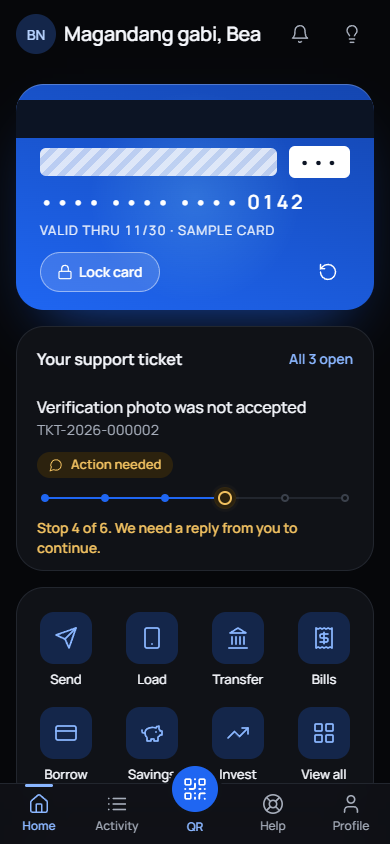 BN
Magandang gabi, Bea
•••• •••• •••• 0142
VALID THRU 11/30 · SAMPLE CARD
Lock card
Your support ticket
All 3 open
Verification photo was not accepted
TKT-2026-000002
Action needed
Stop 4 of 6. We need a reply from you to
continue.
Send
Load
Transfer
Bills
Borrow
Savings
Invest
View all
Home
Activity
QR
Help
Profile